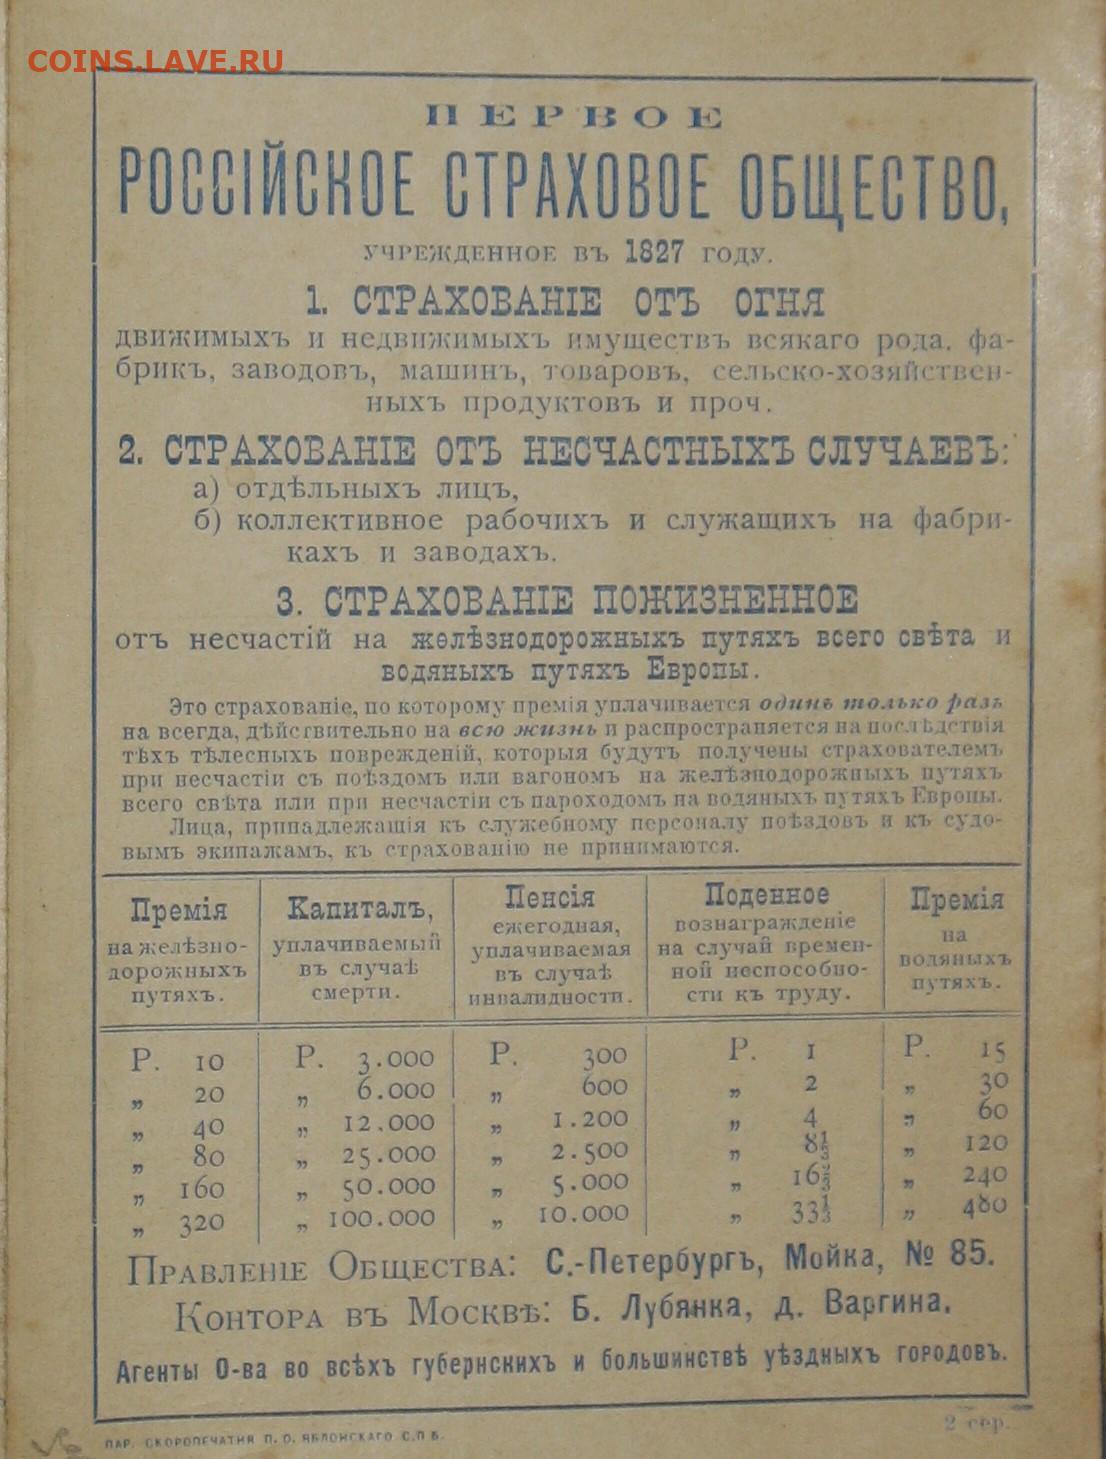 COINS.LAVE.RU
ПЕРВОЕ
РОССІЙСКОЕ СТРАХОВОЕ ОБЩЕСТВО,
УЧРЕЖДЕННОЕ ВЪ 1827 ГОДУ.
1. СТРАХОВАНІЕ ОТЪ ОГНЯ
движимыхъ и недвижимыхъ имуществъ всякаго рода, фа-
брикъ, заводовъ, машинъ, товаровъ, сельско-хозяйствен-
ныхъ продуктовъ и проч.
2. СТРАХОВАНІЕ ОТЪ НЕСЧАСТНЫХЪ СЛУЧАЕВЪ:
а) отдѣльныхъ лицъ,
б) коллективное рабочихъ и служащихъ на фабри-
кахъ и заводахъ.
3. СТРАХОВАНІЕ ПОЖИЗНЕННОЕ
отъ несчастій на желѣзнодорожныхъ путяхъ всего свѣта и
водяныхъ путяхъ Европы.
Это страхованіе, по которому премія уплачивается одинъ только разъ
на всегда, дѣйствительно на всю жизнь и распространяется на послѣдствія
тѣхъ тѣлесныхъ поврежденій, которыя будутъ получены страхователемъ
при несчастіи съ поѣздомъ или вагономъ на желѣзнодорожныхъ путяхъ
всего свѣта или при несчастіи съ пароходомъ на водяныхъ путяхъ Европы.
Лица, принадлежащія къ служебному персоналу поѣздовъ и къ судо-
вымъ экипажамъ, къ страхованію не принимаются.
Премія
на желѣзно-
дорожныхъ
путяхъ.
Капиталъ,
уплачиваемый
въ случаѣ
смерти.
Пенсія
ежегодная,
уплачиваемая
въ случаѣ
инвалидности.
Поденное
вознагражденіе
на случай времен-
ной неспособно-
сти къ труду.
Премія
на
водяныхъ
путяхъ.
Р. 10 Р. 3.000 Р. 300 Р. 1 Р. 15
„ 20 „ 6.000 „ 600 „ 2 „ 30
„ 40 „ 12.000 „ 1.200 „ 4 „ 60
„ 80 „ 25.000 „ 2.500 „ 8⅓ „ 120
„ 160 „ 50.000 „ 5.000 „ 16⅔ „ 240
„ 320 „ 100.000 „ 10.000 „ 33⅓ „ 480
Правленіе Общества: С.-Петербургъ, Мойка, № 85.
Контора въ Москвѣ: Б. Лубянка, д. Варгина.
Агенты О-ва во всѣхъ губернскихъ и большинствѣ уѣздныхъ городовъ.
ПАР. СКОРОПЕЧАТНЯ П. О. ЯБЛОНСКАГО С.П.Б.
2 сер.